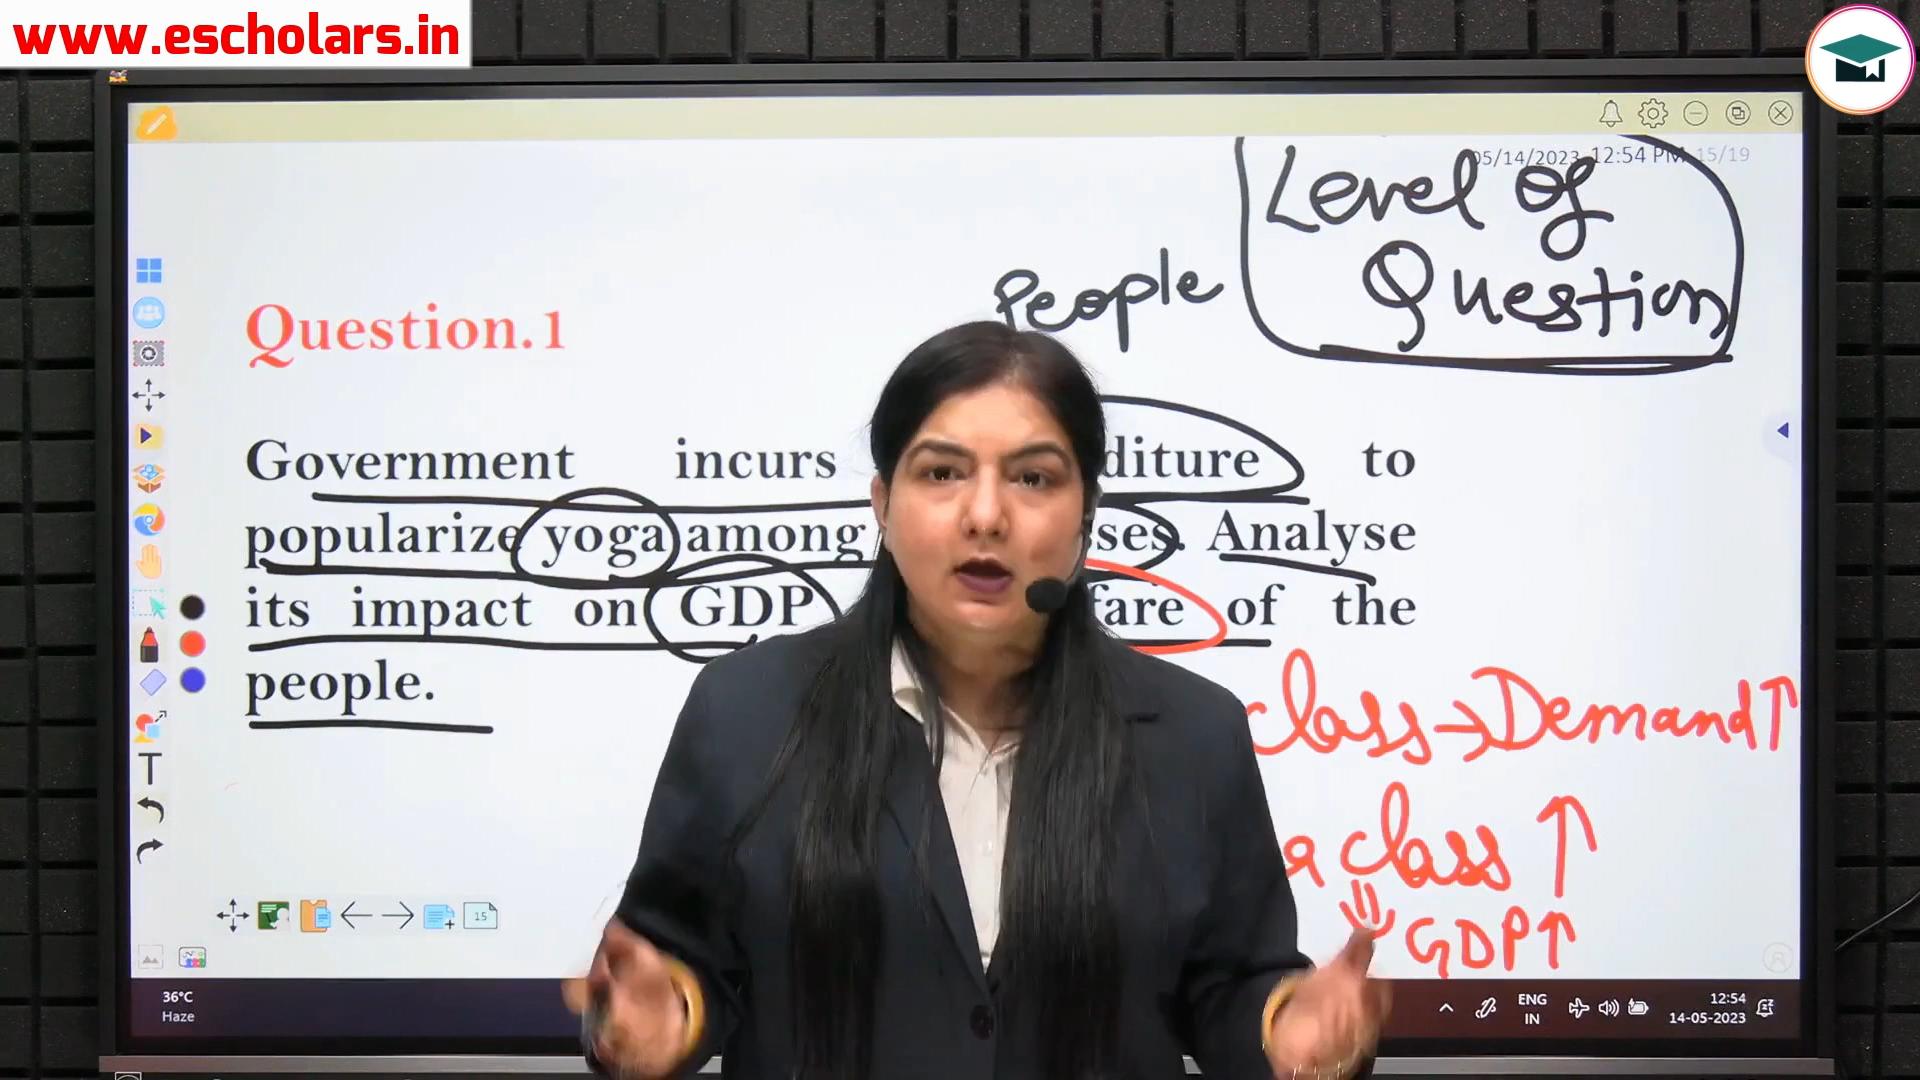 www.escholars.in
05/14/2023 12:54 PM 15/19
Level of
Question
People
Question.1
Government incurs diture to
popularize yoga among sses. Analyse
its impact on GDP fare of the
people.
class → Demand ↑
class ↑
GDP ↑
15
36°C
Haze
ENG
IN
12:54
14-05-2023